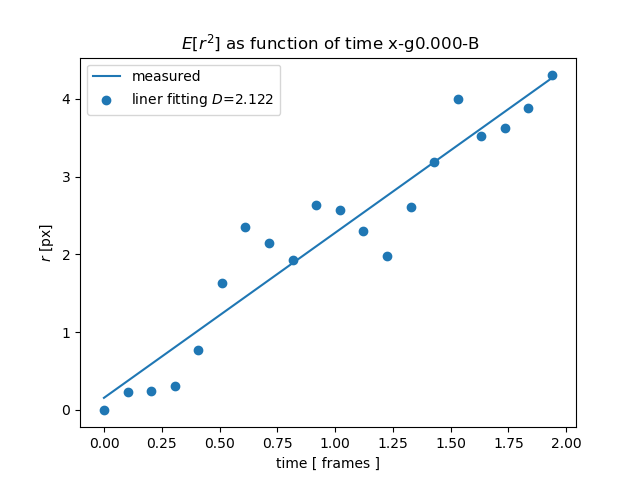 E[r²] as function of time x-g0.000-B
measured
liner fitting D=2.122
4
3
2
1
0
r [px]
0.00 0.25 0.50 0.75 1.00 1.25 1.50 1.75 2.00
time [ frames ]